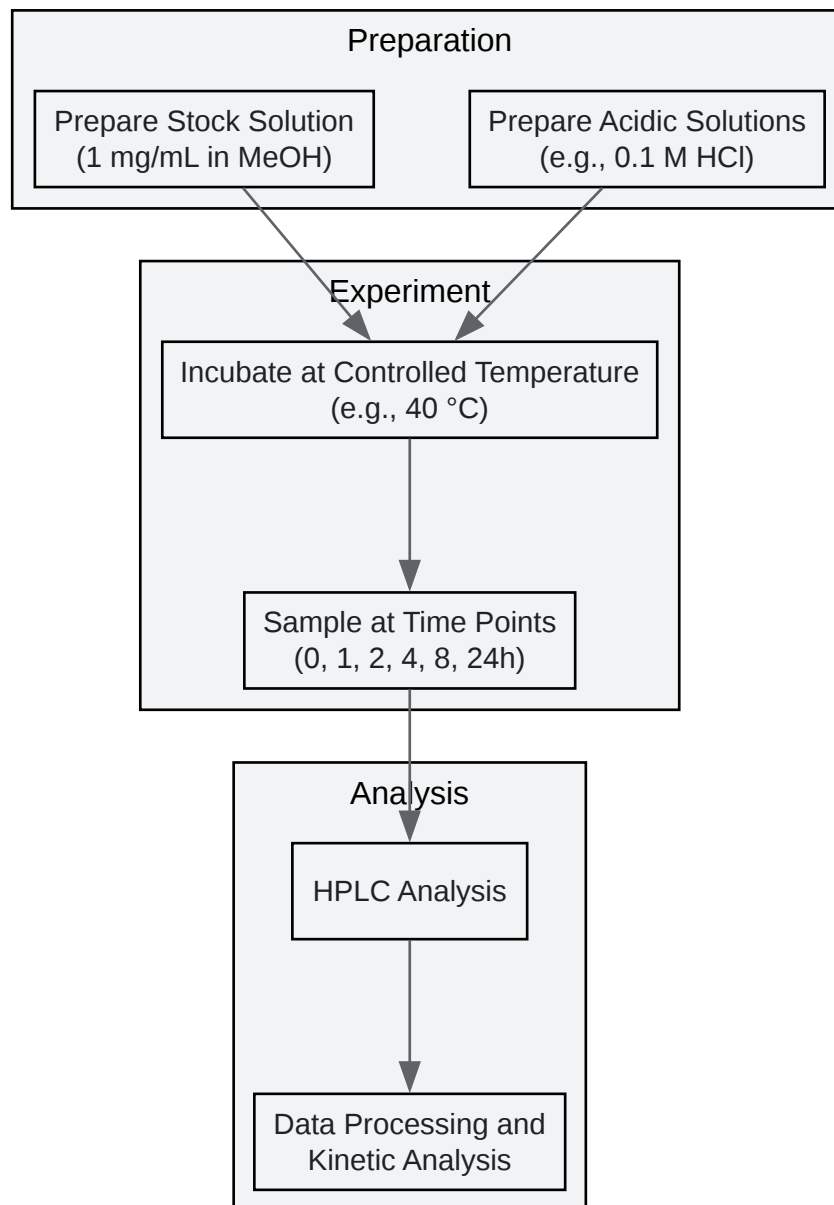 Preparation
Prepare Stock Solution
(1 mg/mL in MeOH)
Prepare Acidic Solutions
(e.g., 0.1 M HCl)
Experiment
Incubate at Controlled Temperature
(e.g., 40 °C)
Sample at Time Points
(0, 1, 2, 4, 8, 24h)
Analysis
HPLC Analysis
Data Processing and
Kinetic Analysis